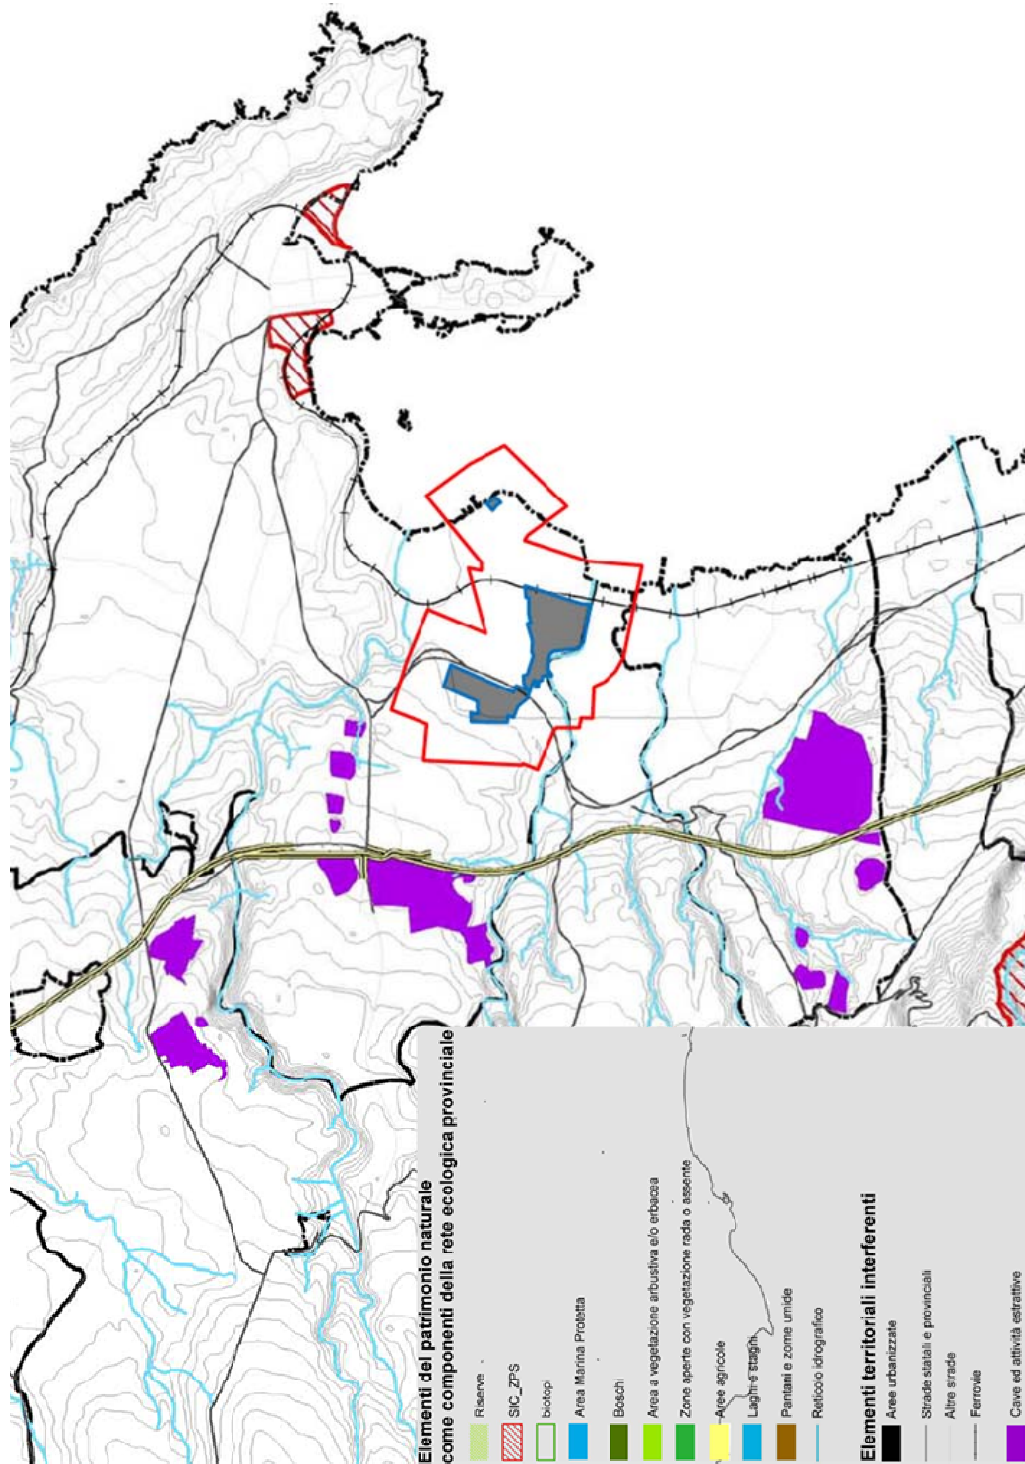 Elementi del patrimonio naturale
come componenti della rete ecologica provinciale
Riserve
SIC_ZPS
biotopi
Area Marina Protetta
Boschi
Area a vegetazione arbustiva e/o erbacea
Zone aperte con vegetazione rada o assente
Aree agricole
Laghi e stagni
Pantani e zone umide
Reticolo idrografico
Elementi territoriali interferenti
Aree urbanizzate
Strade statali e provinciali
Altre strade
Ferrovie
Cave ed attività estrattive